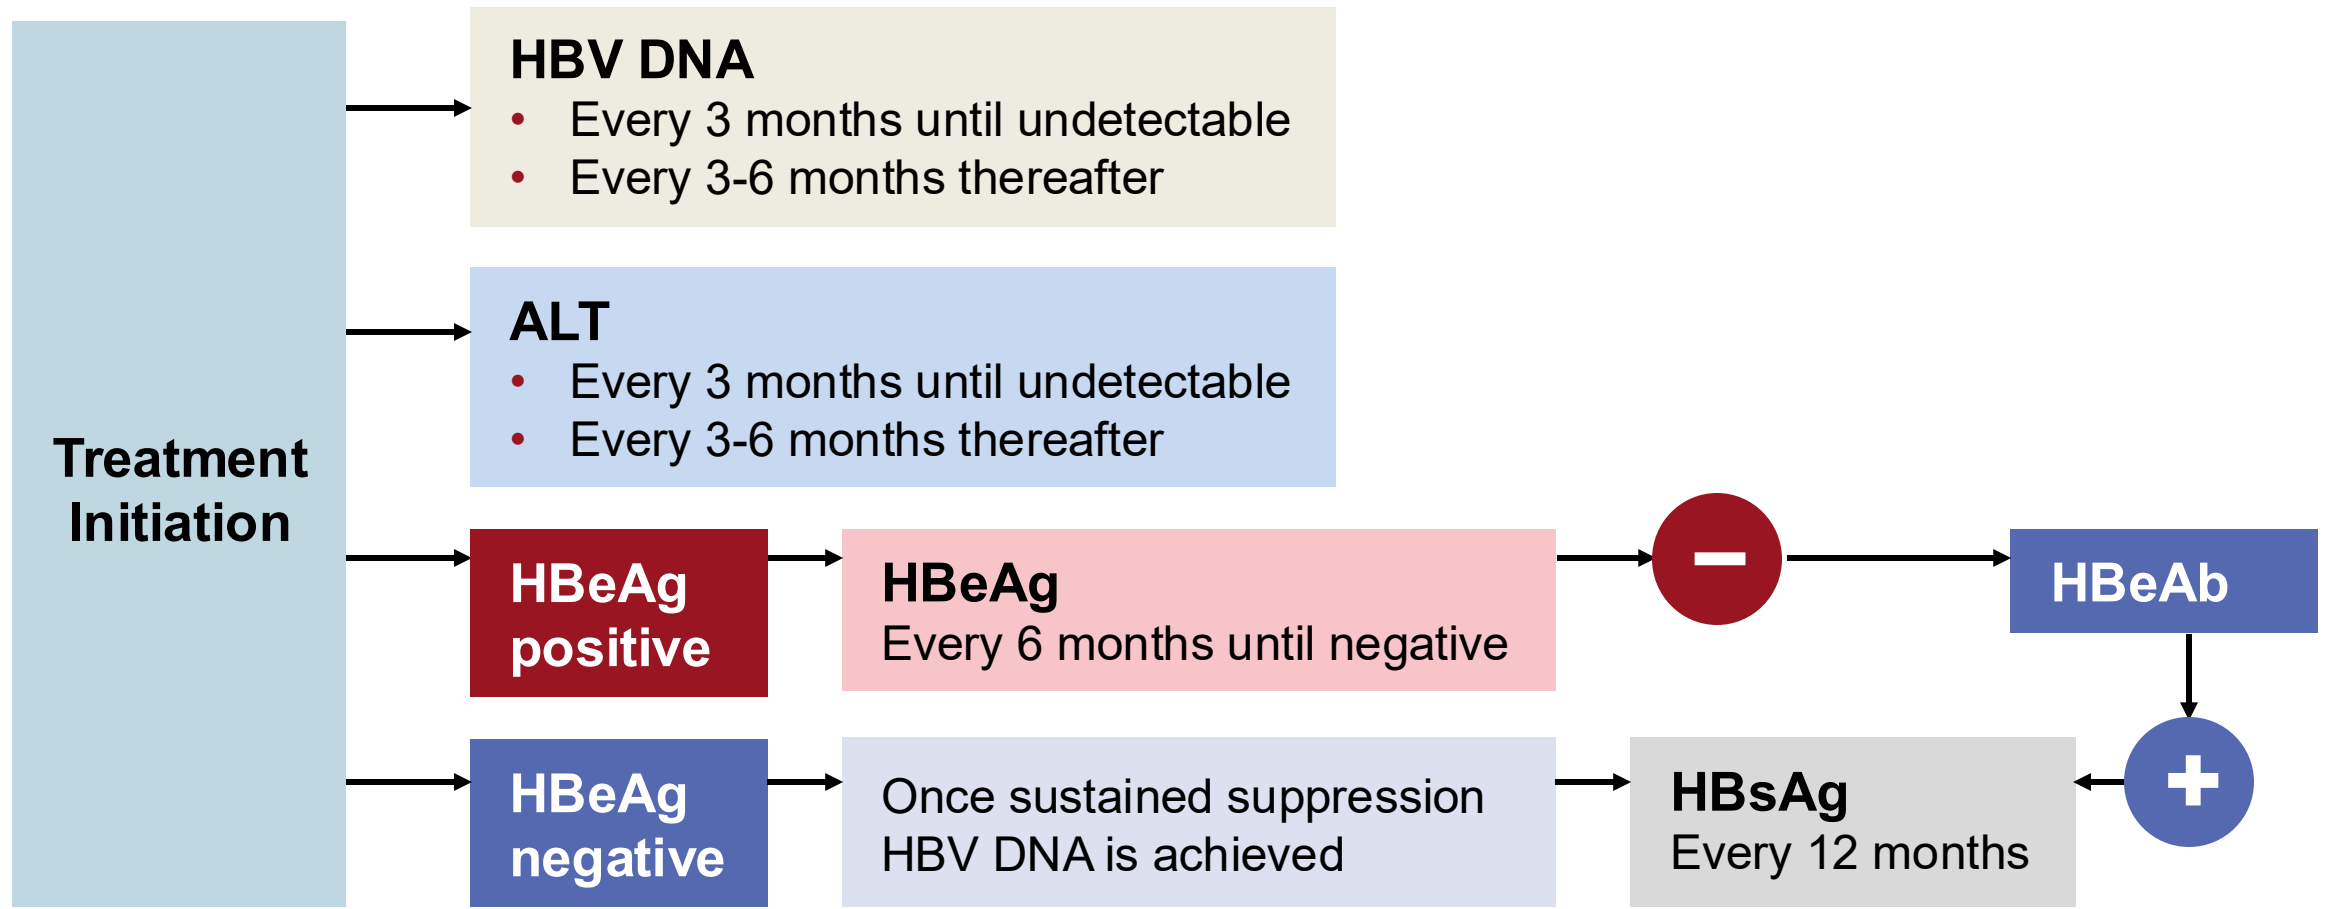 Treatment
Initiation
HBV DNA
• Every 3 months until undetectable
• Every 3-6 months thereafter
ALT
• Every 3 months until undetectable
• Every 3-6 months thereafter
HBeAg
positive
HBeAg
Every 6 months until negative
−
HBeAb
HBeAg
negative
Once sustained suppression
HBV DNA is achieved
HBsAg
Every 12 months
+